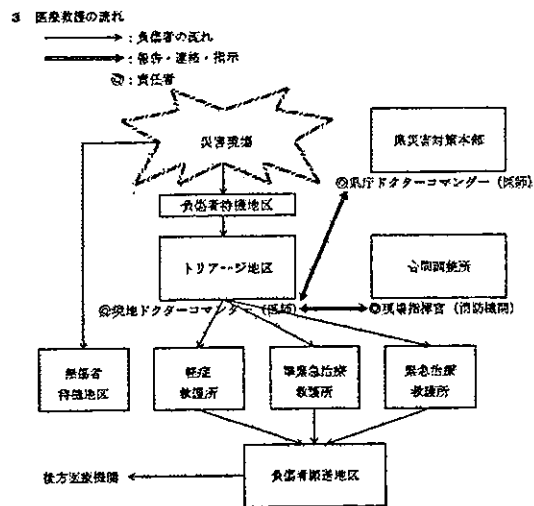 3 医療救護の流れ
：負傷者の流れ
：報告・連絡・指示
◎：責任者
災害現場
県災害対策本部
◎県庁ドクターコマンダー（医師）
負傷者待機地区
トリアージ地区
合同調整所
◎現地ドクターコマンダー（医師）
◎現場指揮官（消防機関）
無傷者
待機地区
軽症
救護所
準緊急治療
救護所
緊急治療
救護所
後方医療機関
負傷者搬送地区